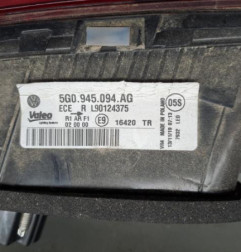 5G0.945.094.AG
ECE R L90124375
Valeo
R1 AR F1
02 00 00
E9
16420 TR
05S
MADE IN POLAND